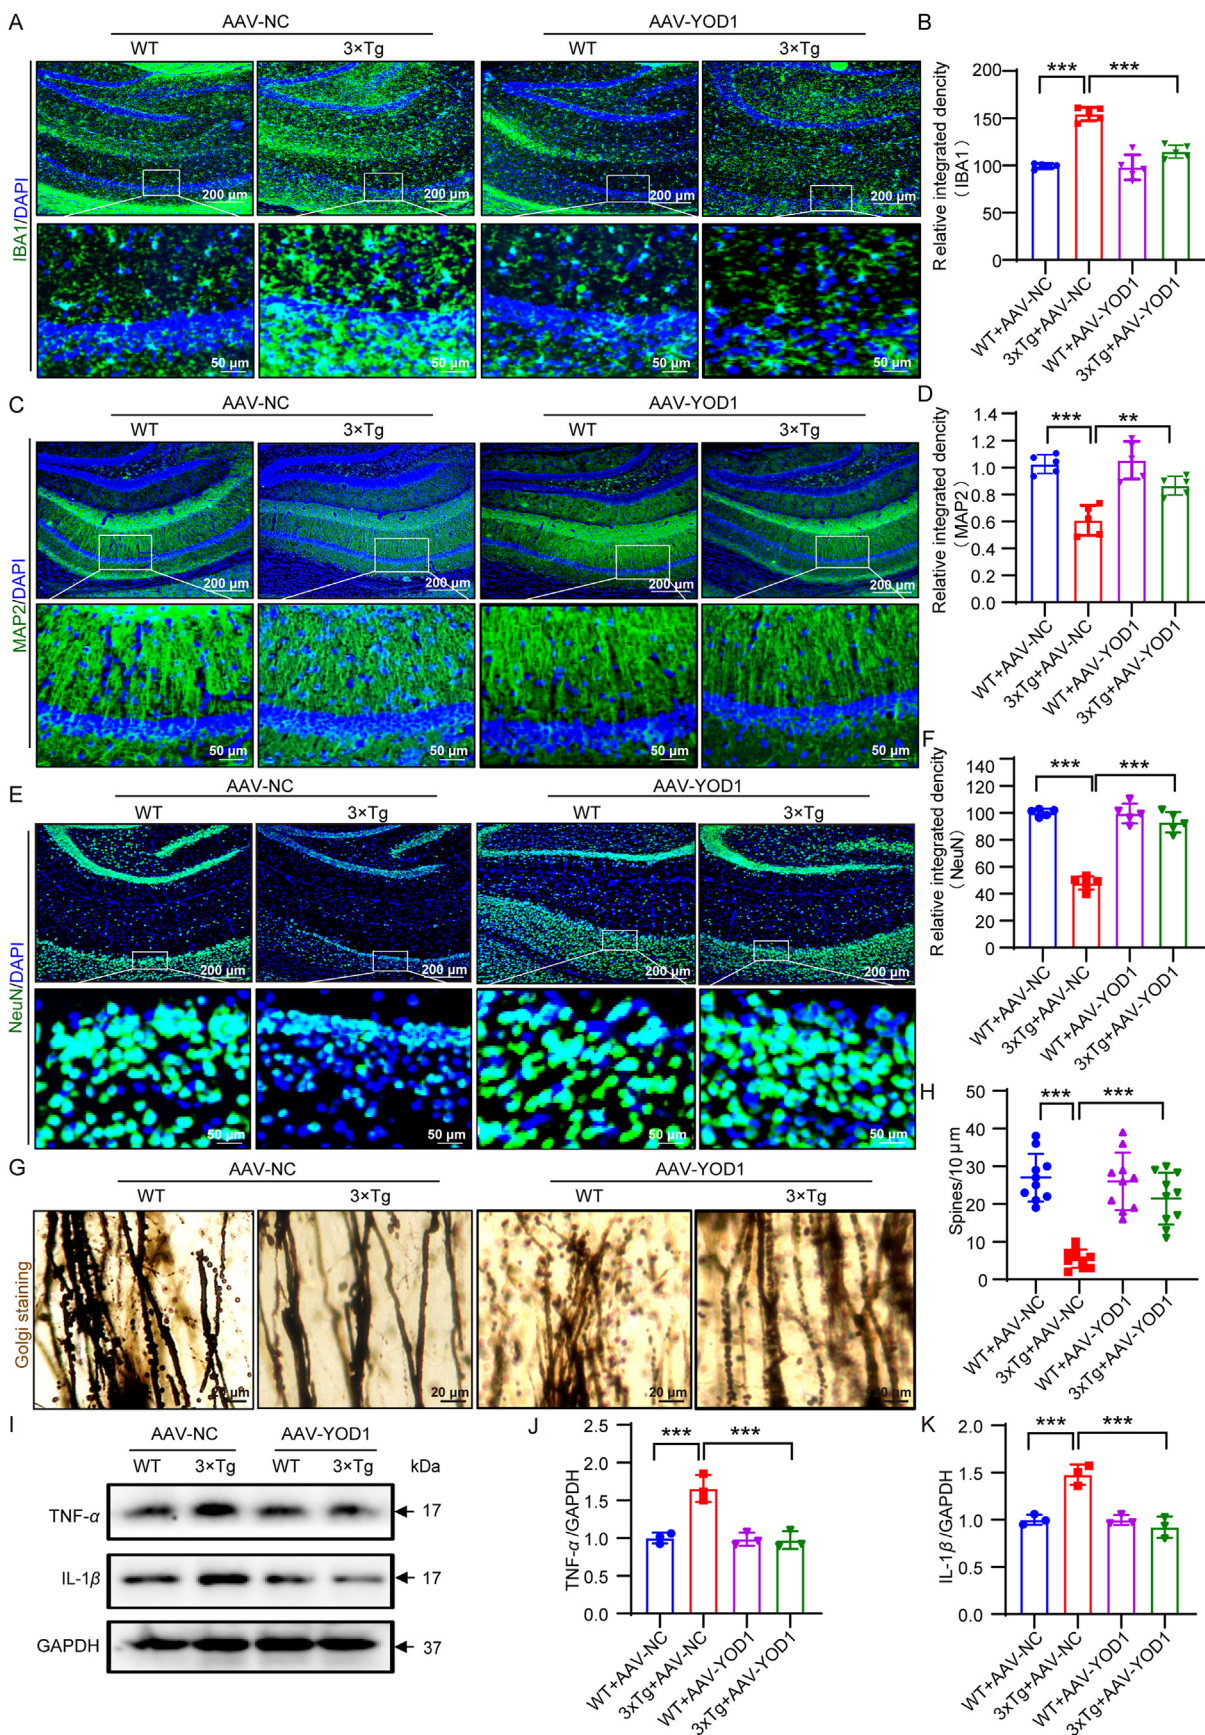 A
AAV-NC
AAV-YOD1
WT
3×Tg
WT
3×Tg
IBA1/DAPI
200 µm
200 µm
200 µm
200 µm
50 µm
50 µm
50 µm
50 µm
B
Relative integrated dencity
(IBA1)
200
150
100
50
0
***
***
WT+AAV-NC
3xTg+AAV-NC
WT+AAV-YOD1
3xTg+AAV-YOD1
C
AAV-NC
AAV-YOD1
WT
3×Tg
WT
3×Tg
MAP2/DAPI
200 µm
200 µm
200 µm
200 µm
50 µm
50 µm
50 µm
50 µm
D
Relative integrated dencity
(MAP2)
1.4
1.2
1.0
0.8
0.6
0.4
0.2
0.0
***
**
WT+AAV-NC
3xTg+AAV-NC
WT+AAV-YOD1
3xTg+AAV-YOD1
E
AAV-NC
AAV-YOD1
WT
3×Tg
WT
3×Tg
NeuN/DAPI
200 µm
200 µm
200 µm
200 µm
50 µm
50 µm
50 µm
50 µm
F
Relative integrated dencity
(NeuN)
140
120
100
80
60
40
20
0
***
***
WT+AAV-NC
3xTg+AAV-NC
WT+AAV-YOD1
3xTg+AAV-YOD1
G
AAV-NC
AAV-YOD1
WT
3×Tg
WT
3×Tg
Golgi staining
20 µm
20 µm
20 µm
20 µm
H
Spines/10 µm
50
40
30
20
10
0
***
***
WT+AAV-NC
3xTg+AAV-NC
WT+AAV-YOD1
3xTg+AAV-YOD1
I
AAV-NC
AAV-YOD1
WT
3×Tg
WT
3×Tg
kDa
TNF-α
17
IL-1β
17
GAPDH
37
J
TNF-α/GAPDH
2.5
2.0
1.5
1.0
0.5
0.0
***
***
WT+AAV-NC
3xTg+AAV-NC
WT+AAV-YOD1
3xTg+AAV-YOD1
K
IL-1β/GAPDH
2.0
1.5
1.0
0.5
0.0
***
***
WT+AAV-NC
3xTg+AAV-NC
WT+AAV-YOD1
3xTg+AAV-YOD1